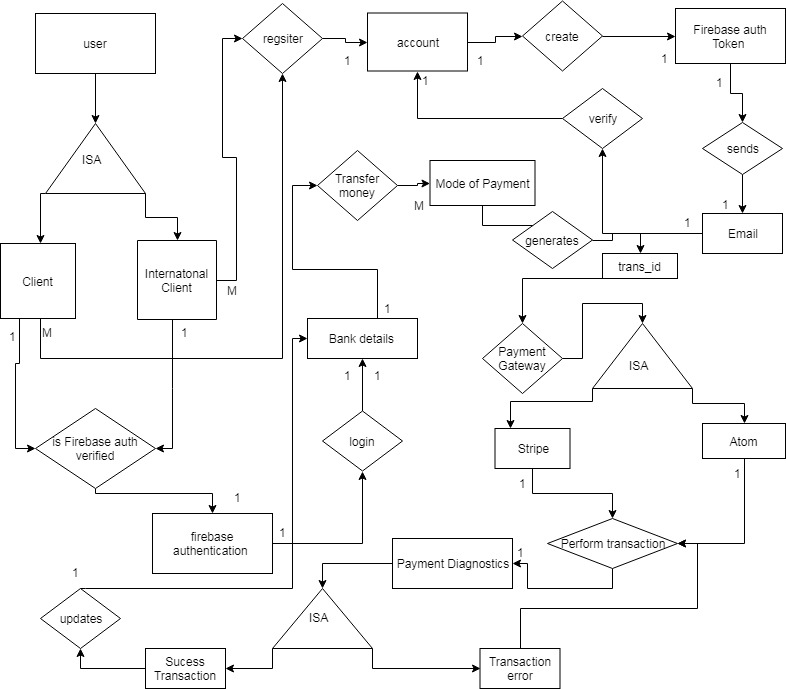 user
regsiter
account
create
Firebase auth
Token
1
1
1
1
1
verify
sends
ISA
Transfer
money
Mode of Payment
M
1
1
generates
Email
Client
Internatonal
Client
M
trans_id
1
M
1
1
Bank details
Payment
Gateway
ISA
1
1
is Firebase auth
verified
login
Stripe
Atom
1
1
1
firebase
authentication
1
Perform transaction
1
Payment Diagnostics
1
updates
ISA
Sucess
Transaction
Transaction
error